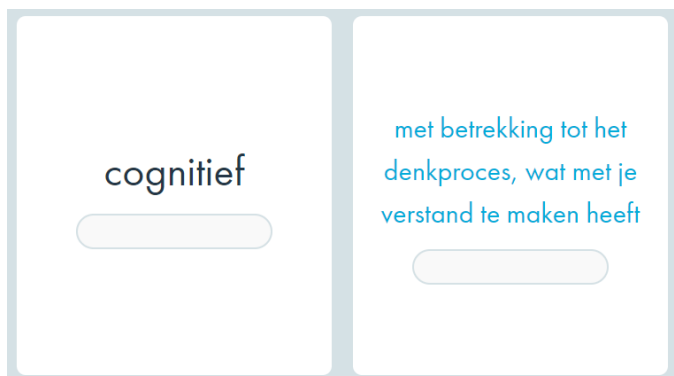 cognitief
met betrekking tot het
denkproces, wat met je
verstand te maken heeft